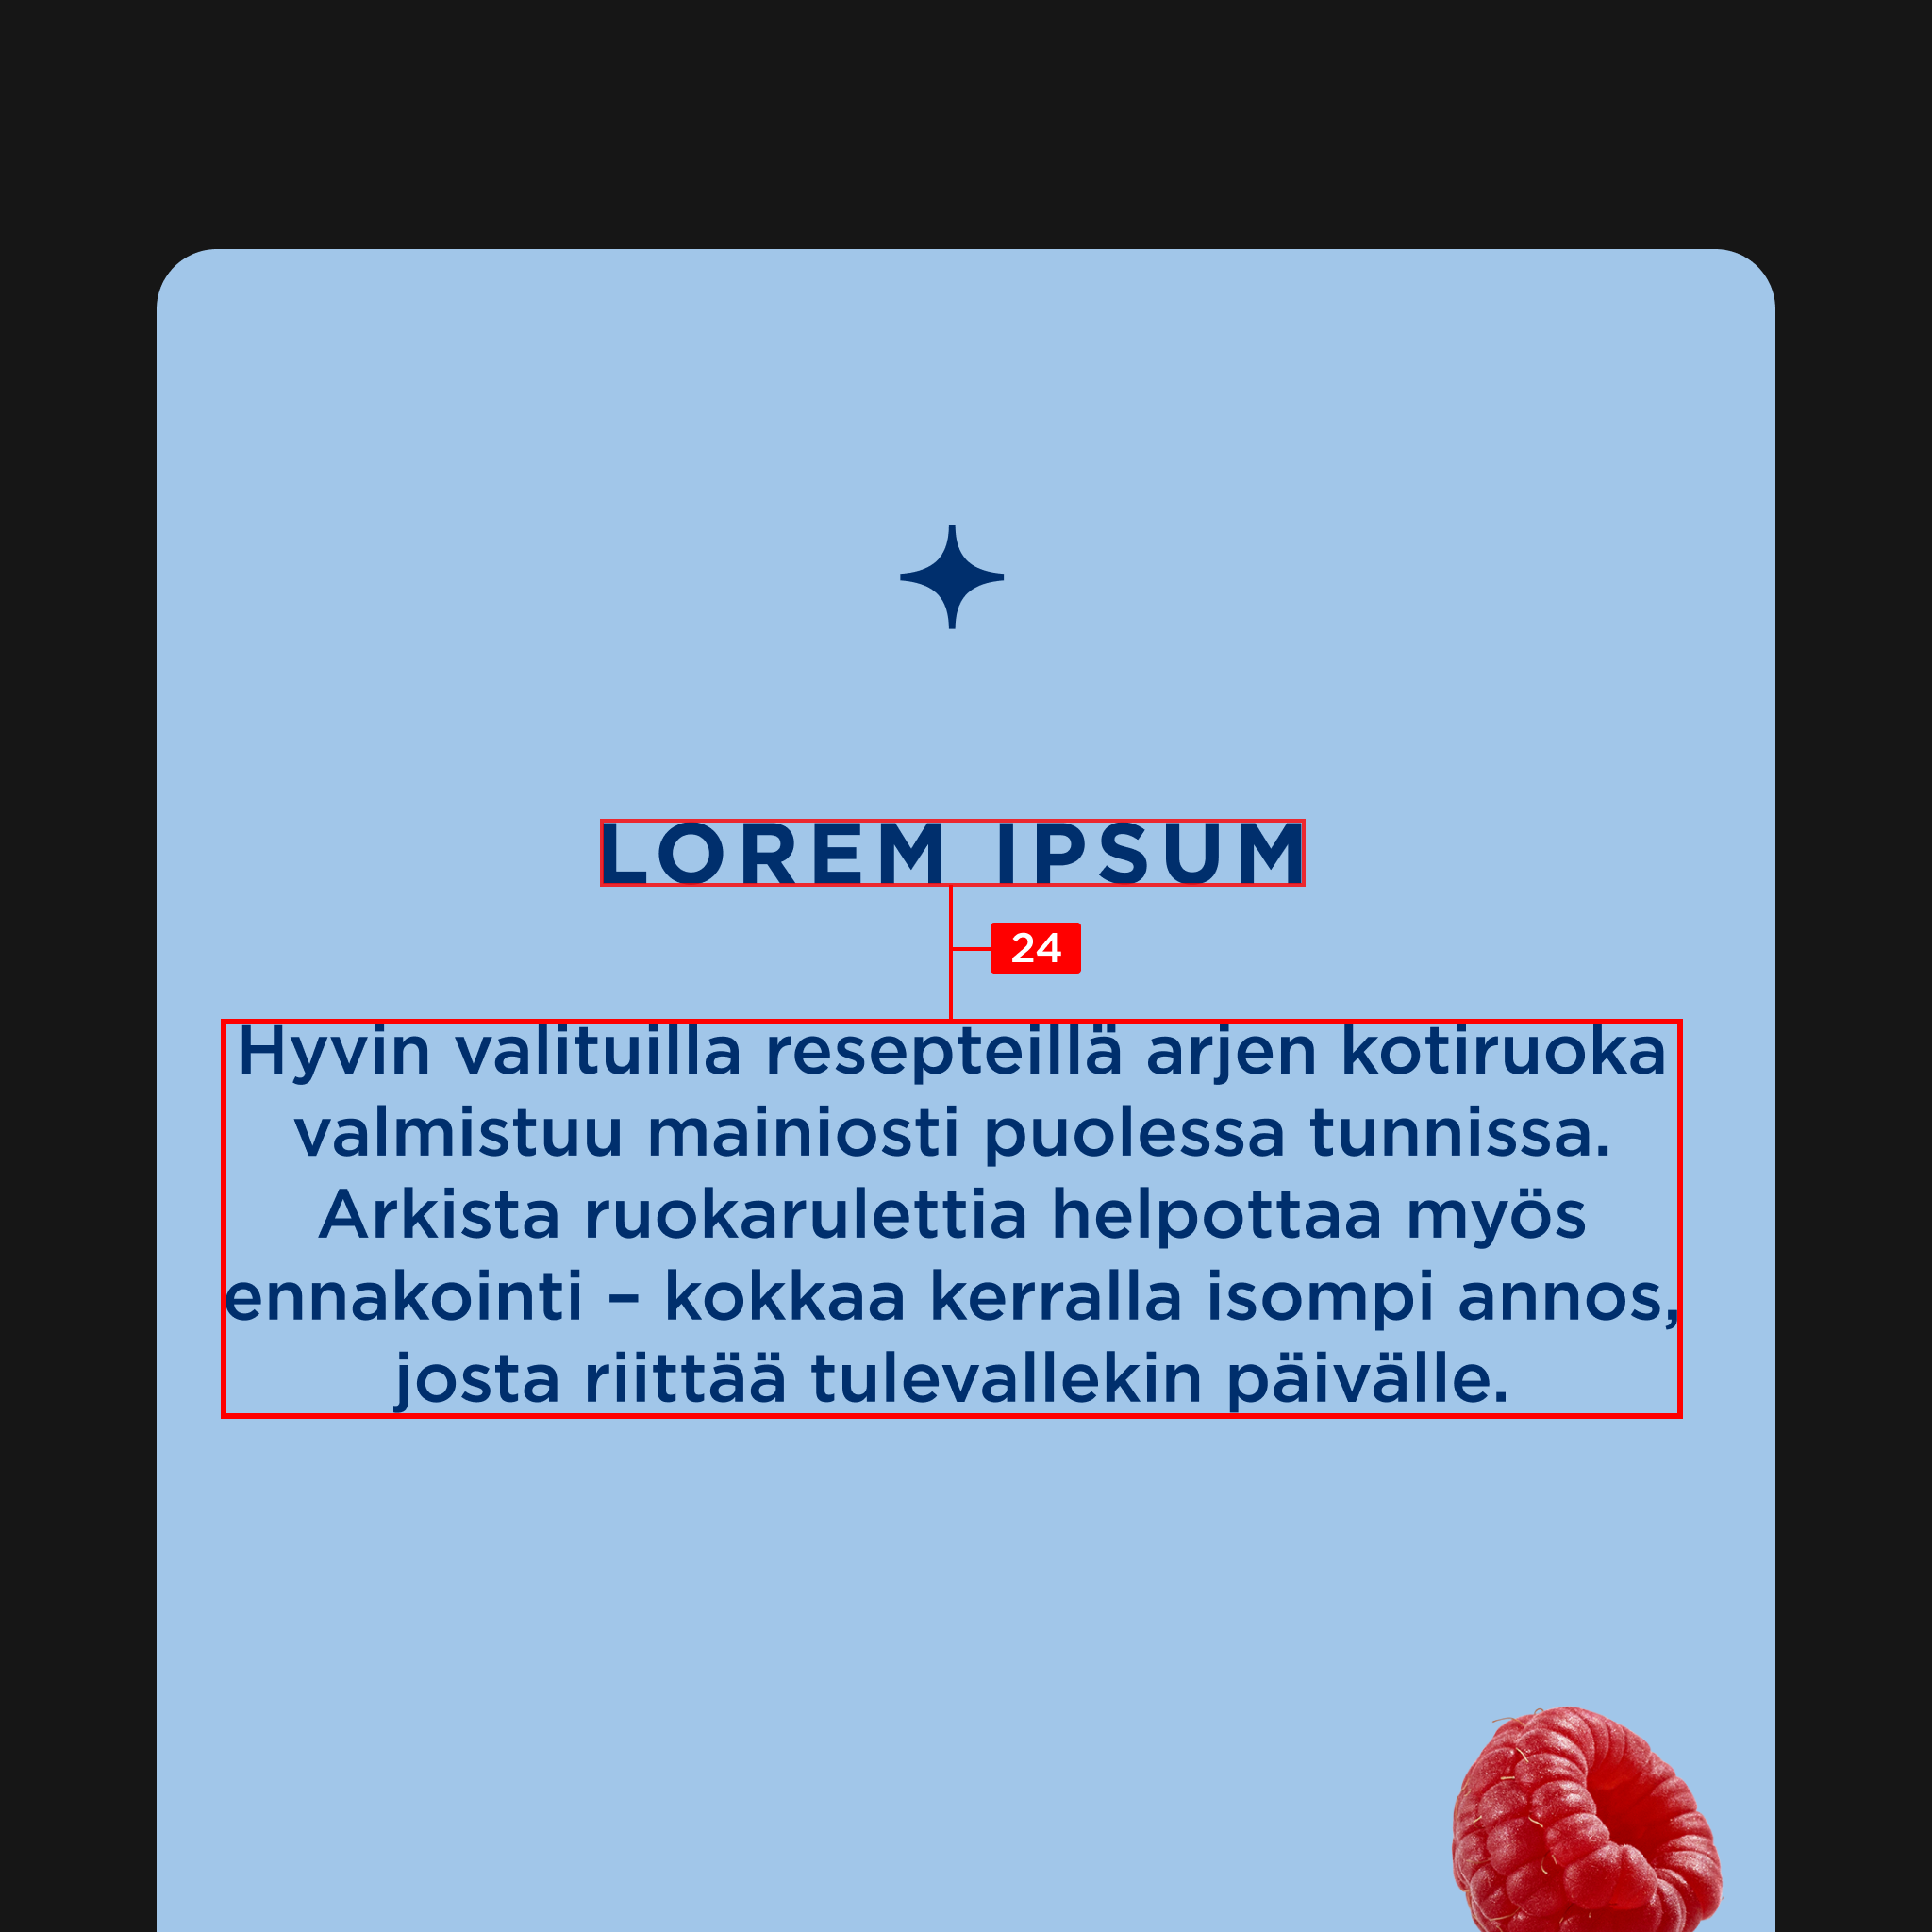 LOREM IPSUM
24
Hyvin valituilla resepteillä arjen kotiruoka
valmistuu mainiosti puolessa tunnissa.
Arkista ruokarulettia helpottaa myös
ennakointi – kokkaa kerralla isompi annos,
josta riittää tulevallekin päivälle.